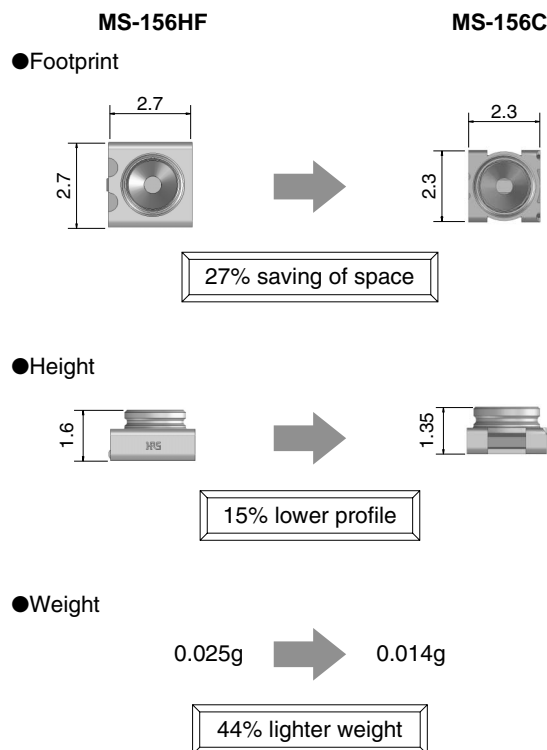 MS-156HF MS-156C
●Footprint
2.7 2.3
2.7 2.3
27% saving of space
●Height
1.6 HRS 1.35
15% lower profile
●Weight
0.025g 0.014g
44% lighter weight